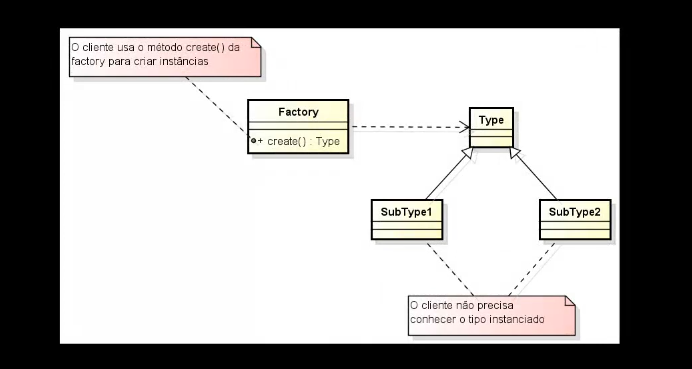 O cliente usa o método create() da
factory para criar instâncias
Factory
+ create() : Type
Type
SubType1
SubType2
O cliente não precisa
conhecer o tipo instanciado